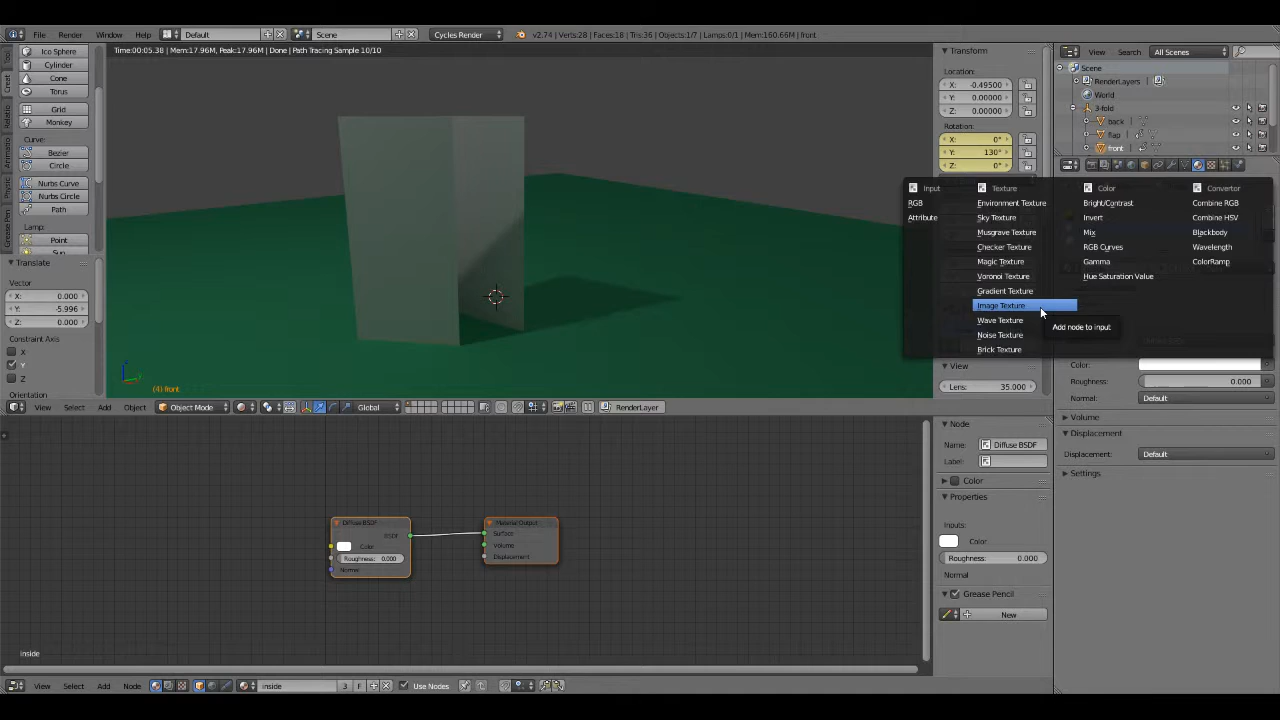 File Render Window Help Default Scene Cycles Render v2.74 | Verts:28 | Faces:18 | Tris:36 | Objects:1/7 | Lamps:0/1 | Mem:160.66M | front
Time:00:05.38 | Mem:17.96M, Peak:17.96M | Done | Path Tracing Sample 10/10
Ico Sphere
Cylinder
Cone
Torus
Grid
Monkey
Curve:
Bezier
Circle
Nurbs Curve
Nurbs Circle
Path
Lamp:
Point
Sun
Translate
Vector
X: 0.000
Y: -5.996
Z: 0.000
Constraint Axis
X
Y
Z
Orientation
(4) front
View Select Add Object Object Mode Global RenderLayer
Transform
Location:
X: -0.49500
Y: 0.00000
Z: 0.00000
Rotation:
X: 0°
Y: 130°
Z: 0°
View Search All Scenes
Scene
RenderLayers
World
3-fold
back
flap
front
Input Texture Color Convertor
RGB Environment Texture Bright/Contrast Combine RGB
Attribute Sky Texture Invert Combine HSV
Musgrave Texture Mix Blackbody
Checker Texture RGB Curves Wavelength
Magic Texture Gamma ColorRamp
Voronoi Texture Hue Saturation Value
Gradient Texture
Image Texture
Wave Texture
Noise Texture
Brick Texture
Add node to input
View
Lens: 35.000
Color:
Roughness: 0.000
Normal: Default
Volume
Displacement
Displacement: Default
Settings
Node
Name: Diffuse BSDF
Label:
Color
Properties
Inputs:
Color
Roughness: 0.000
Normal
Grease Pencil
New
Diffuse BSDF
BSDF
Color
Roughness: 0.000
Normal
Material Output
Surface
Volume
Displacement
inside
View Select Add Node inside 3 F Use Nodes